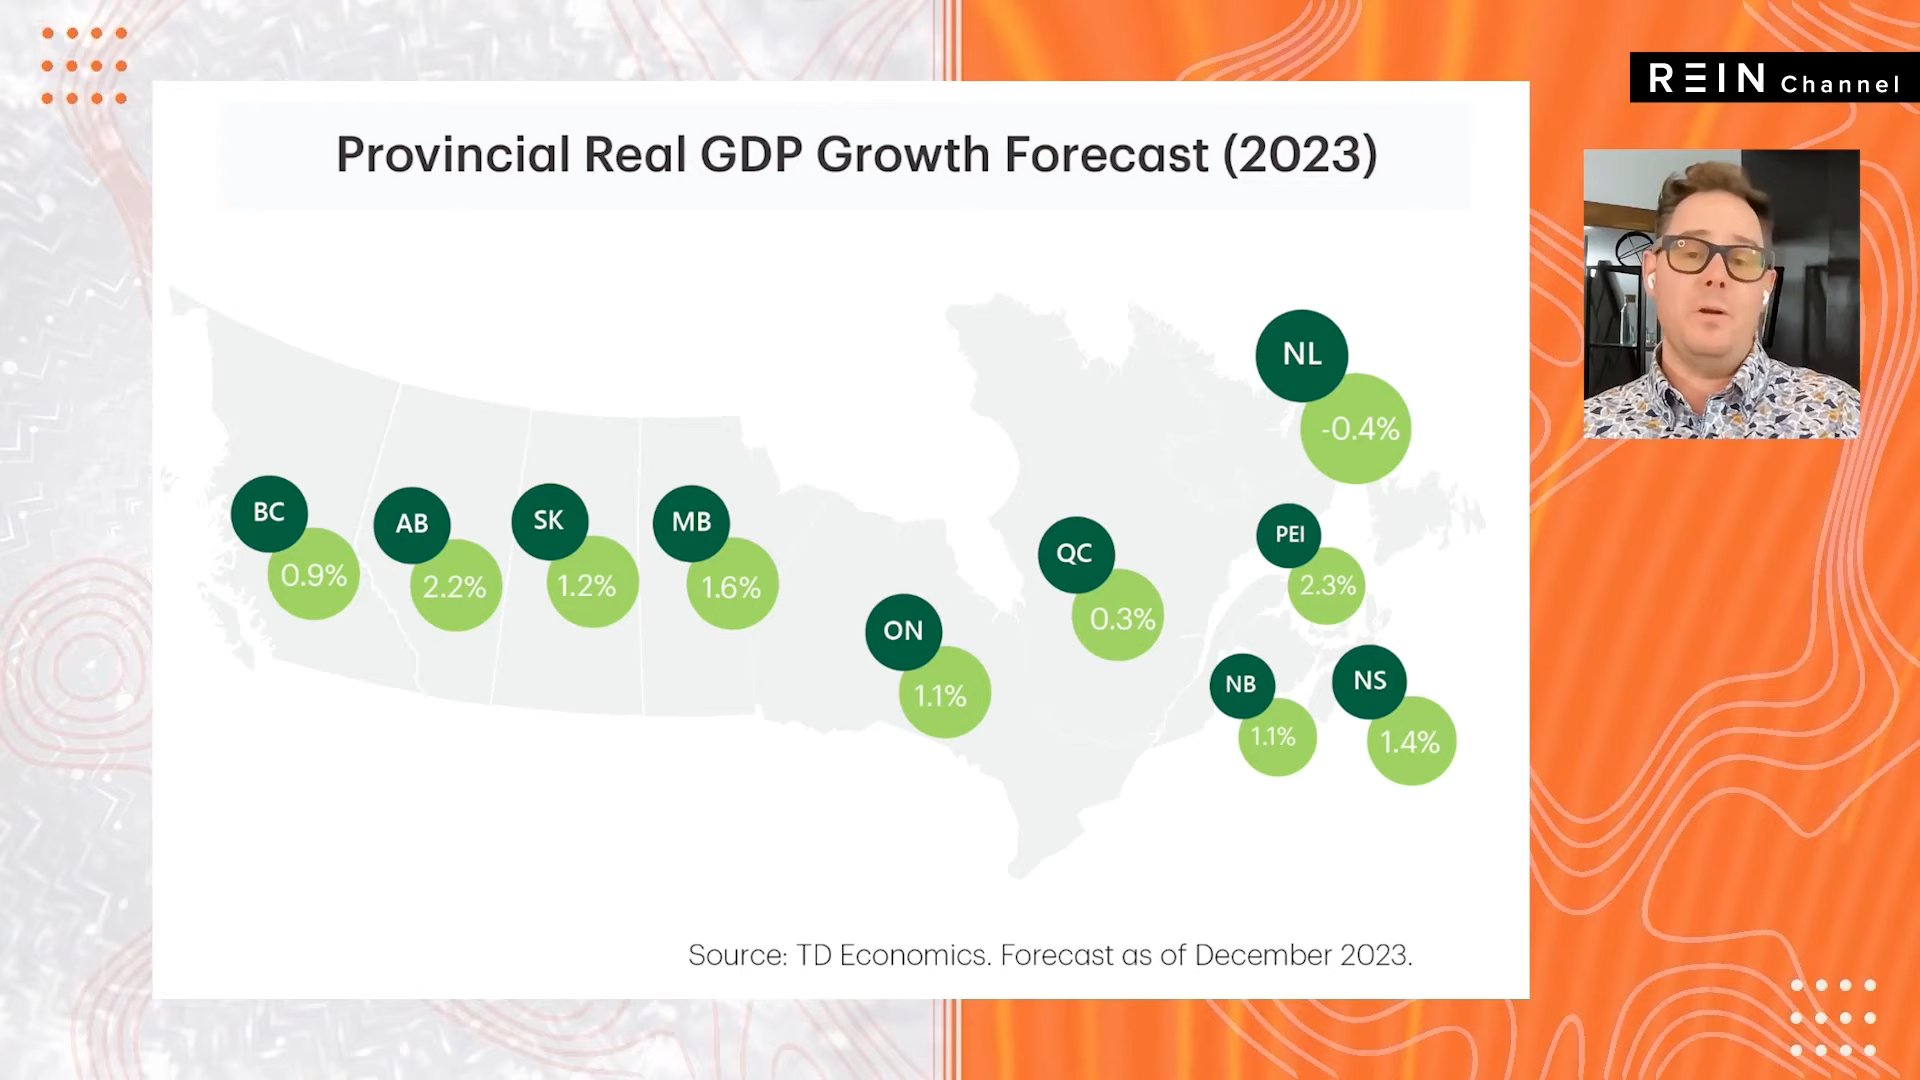 REIN Channel
Provincial Real GDP Growth Forecast (2023)
NL
-0.4%
BC
0.9%
AB
2.2%
SK
1.2%
MB
1.6%
ON
1.1%
QC
0.3%
PEI
2.3%
NB
1.1%
NS
1.4%
Source: TD Economics. Forecast as of December 2023.